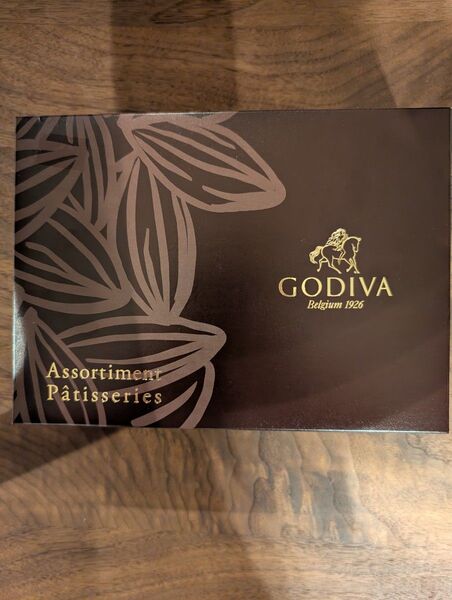 GODIVA
Belgium 1926
Assortiment
Pâtisseries